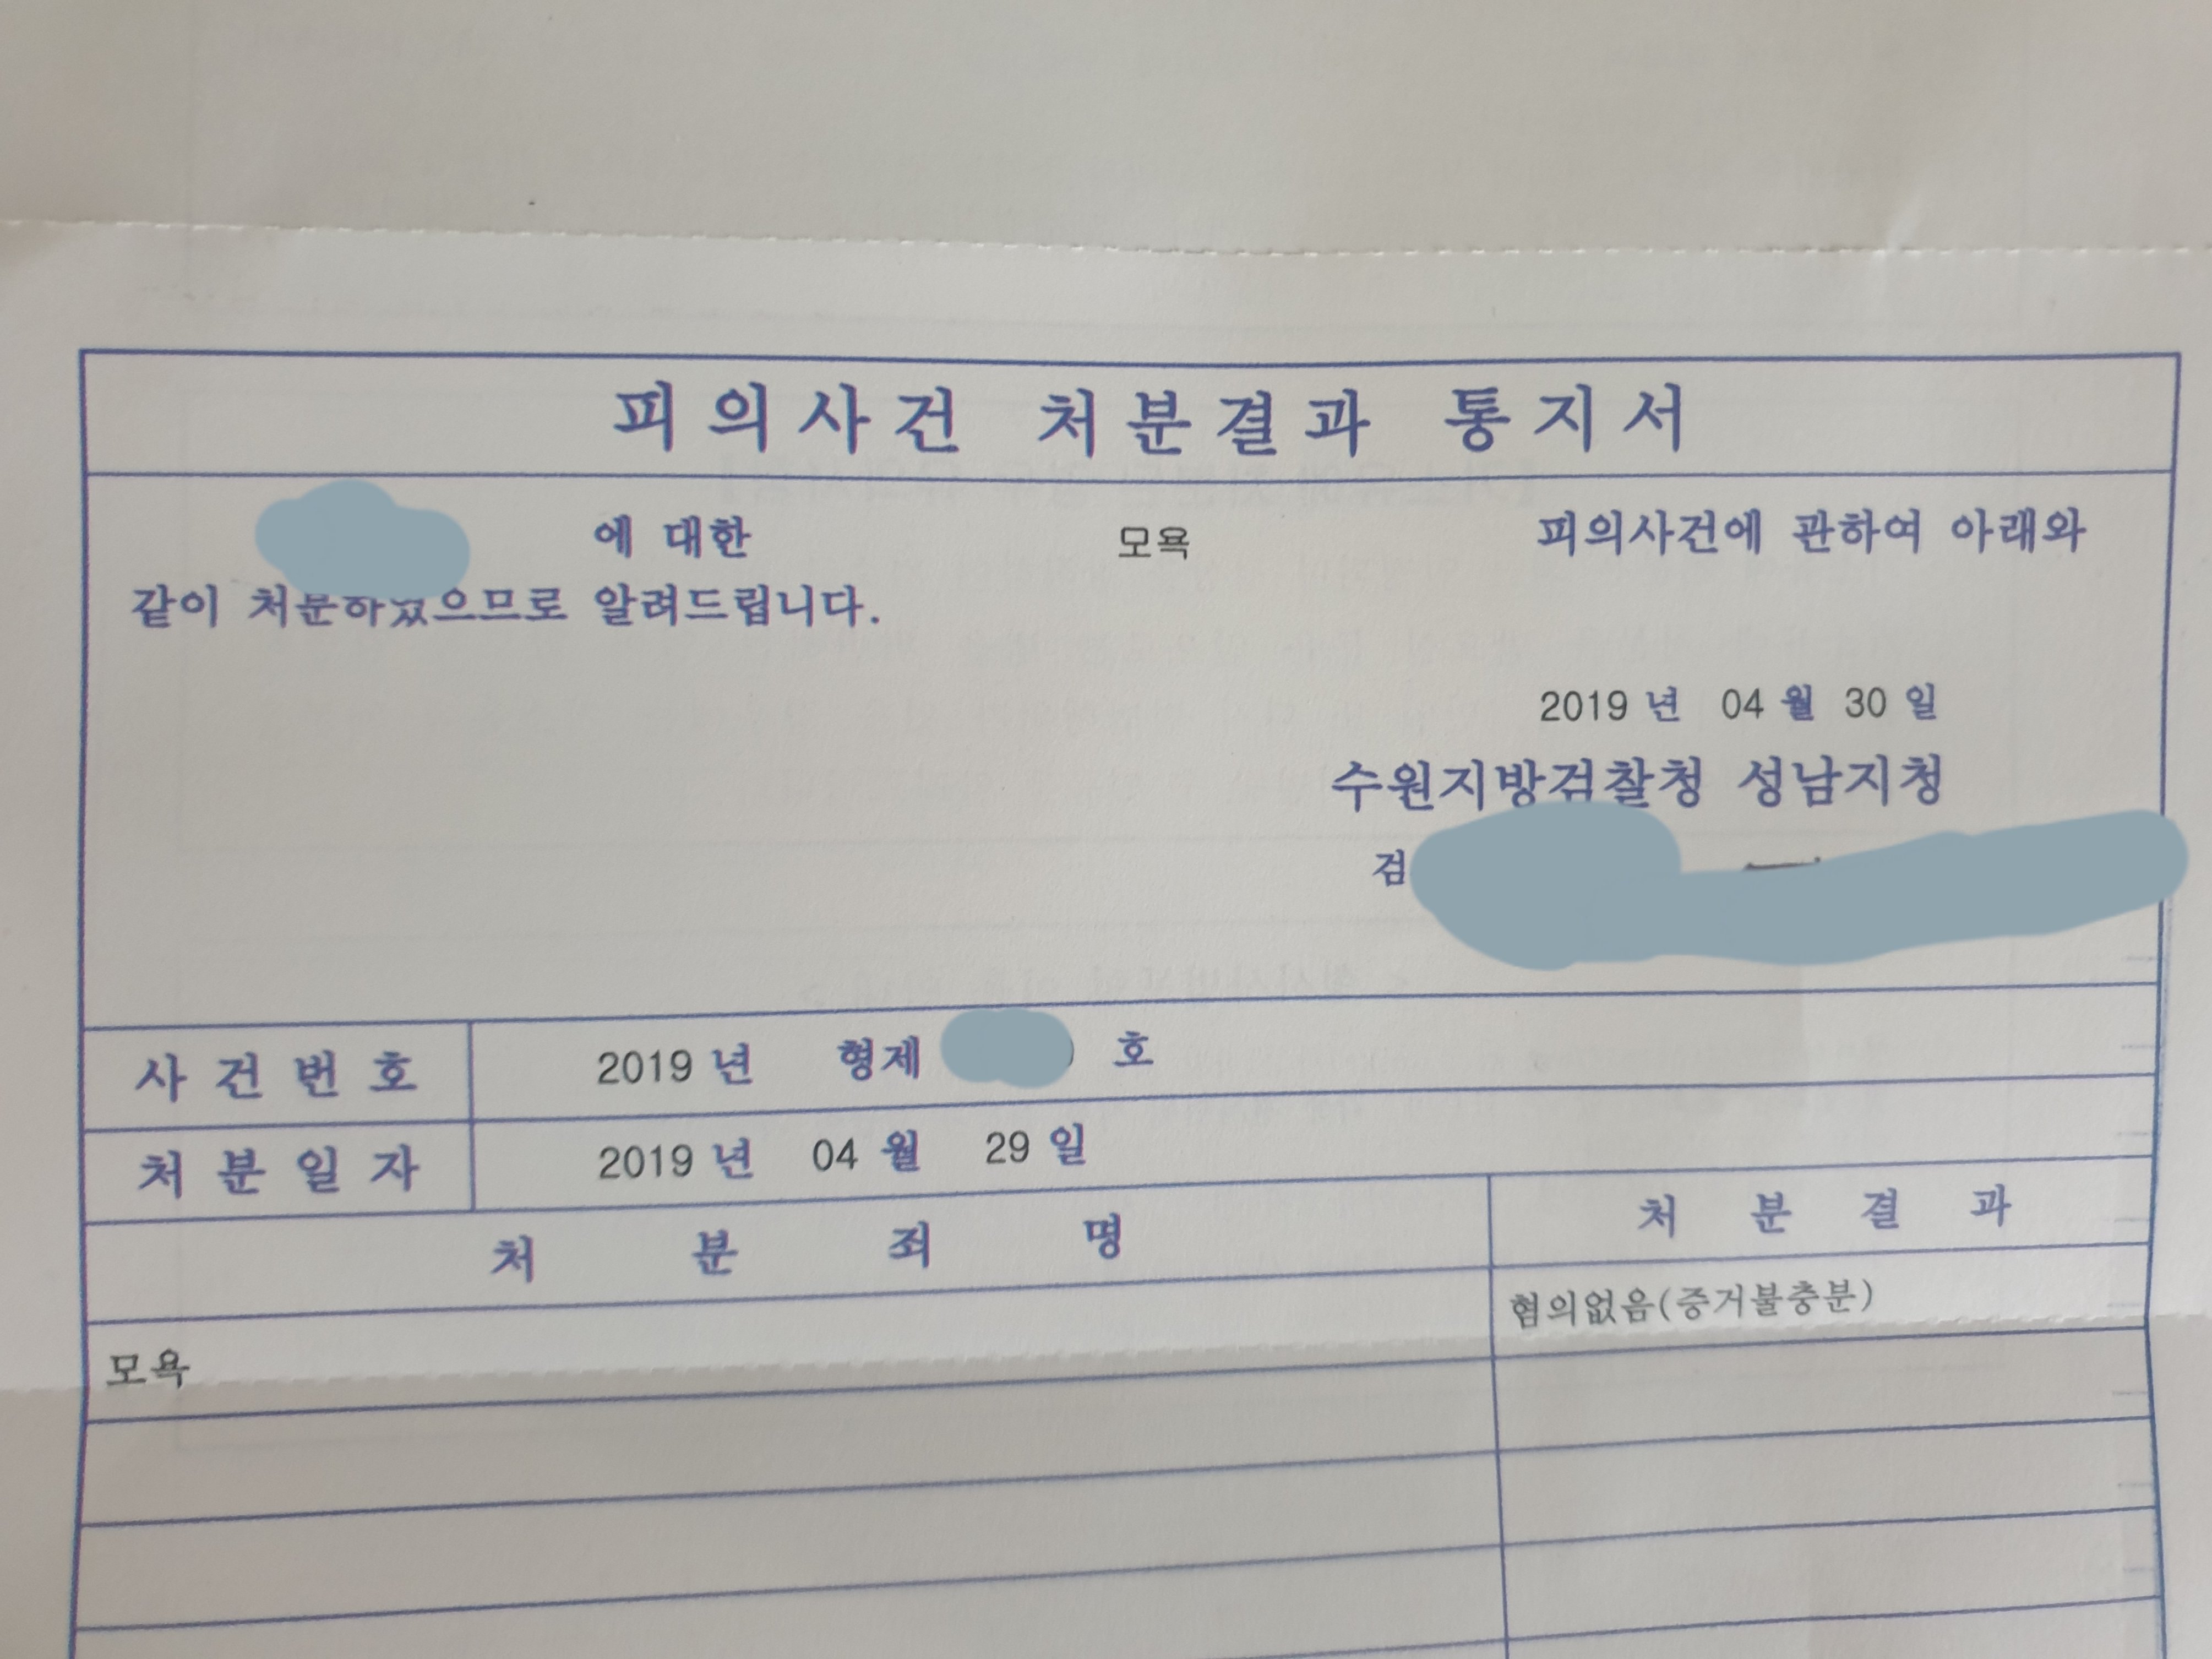 피의사건 처분결과 통지서
에 대한 모욕 피의사건에 관하여 아래와
같이 처분하였으므로 알려드립니다.
2019 년 04 월 30 일
수원지방검찰청 성남지청
검
사건번호 2019 년 형제 호
처분일자 2019 년 04 월 29 일
처분죄명 처분결과
모욕 혐의없음(증거불충분)